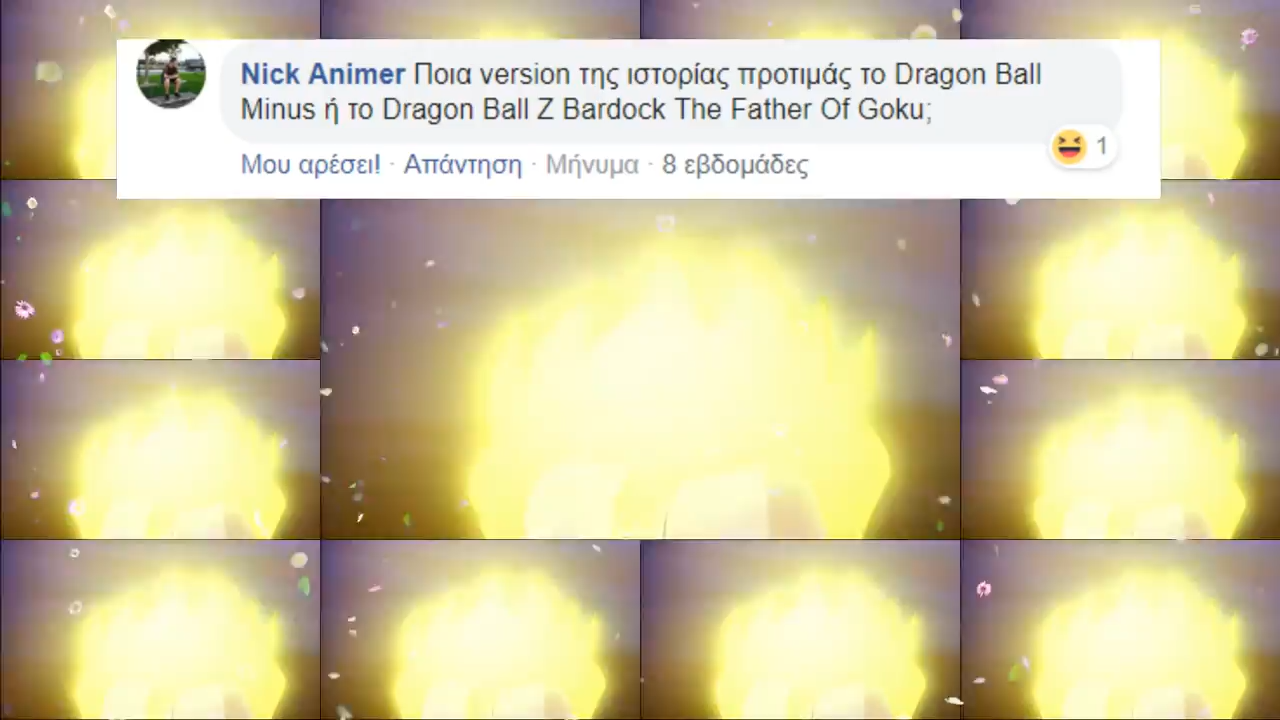 Nick Animer Ποια version της ιστορίας προτιμάς το Dragon Ball
Minus ή το Dragon Ball Z Bardock The Father Of Goku;
Μου αρέσει! · Απάντηση · Μήνυμα · 8 εβδομάδες
1